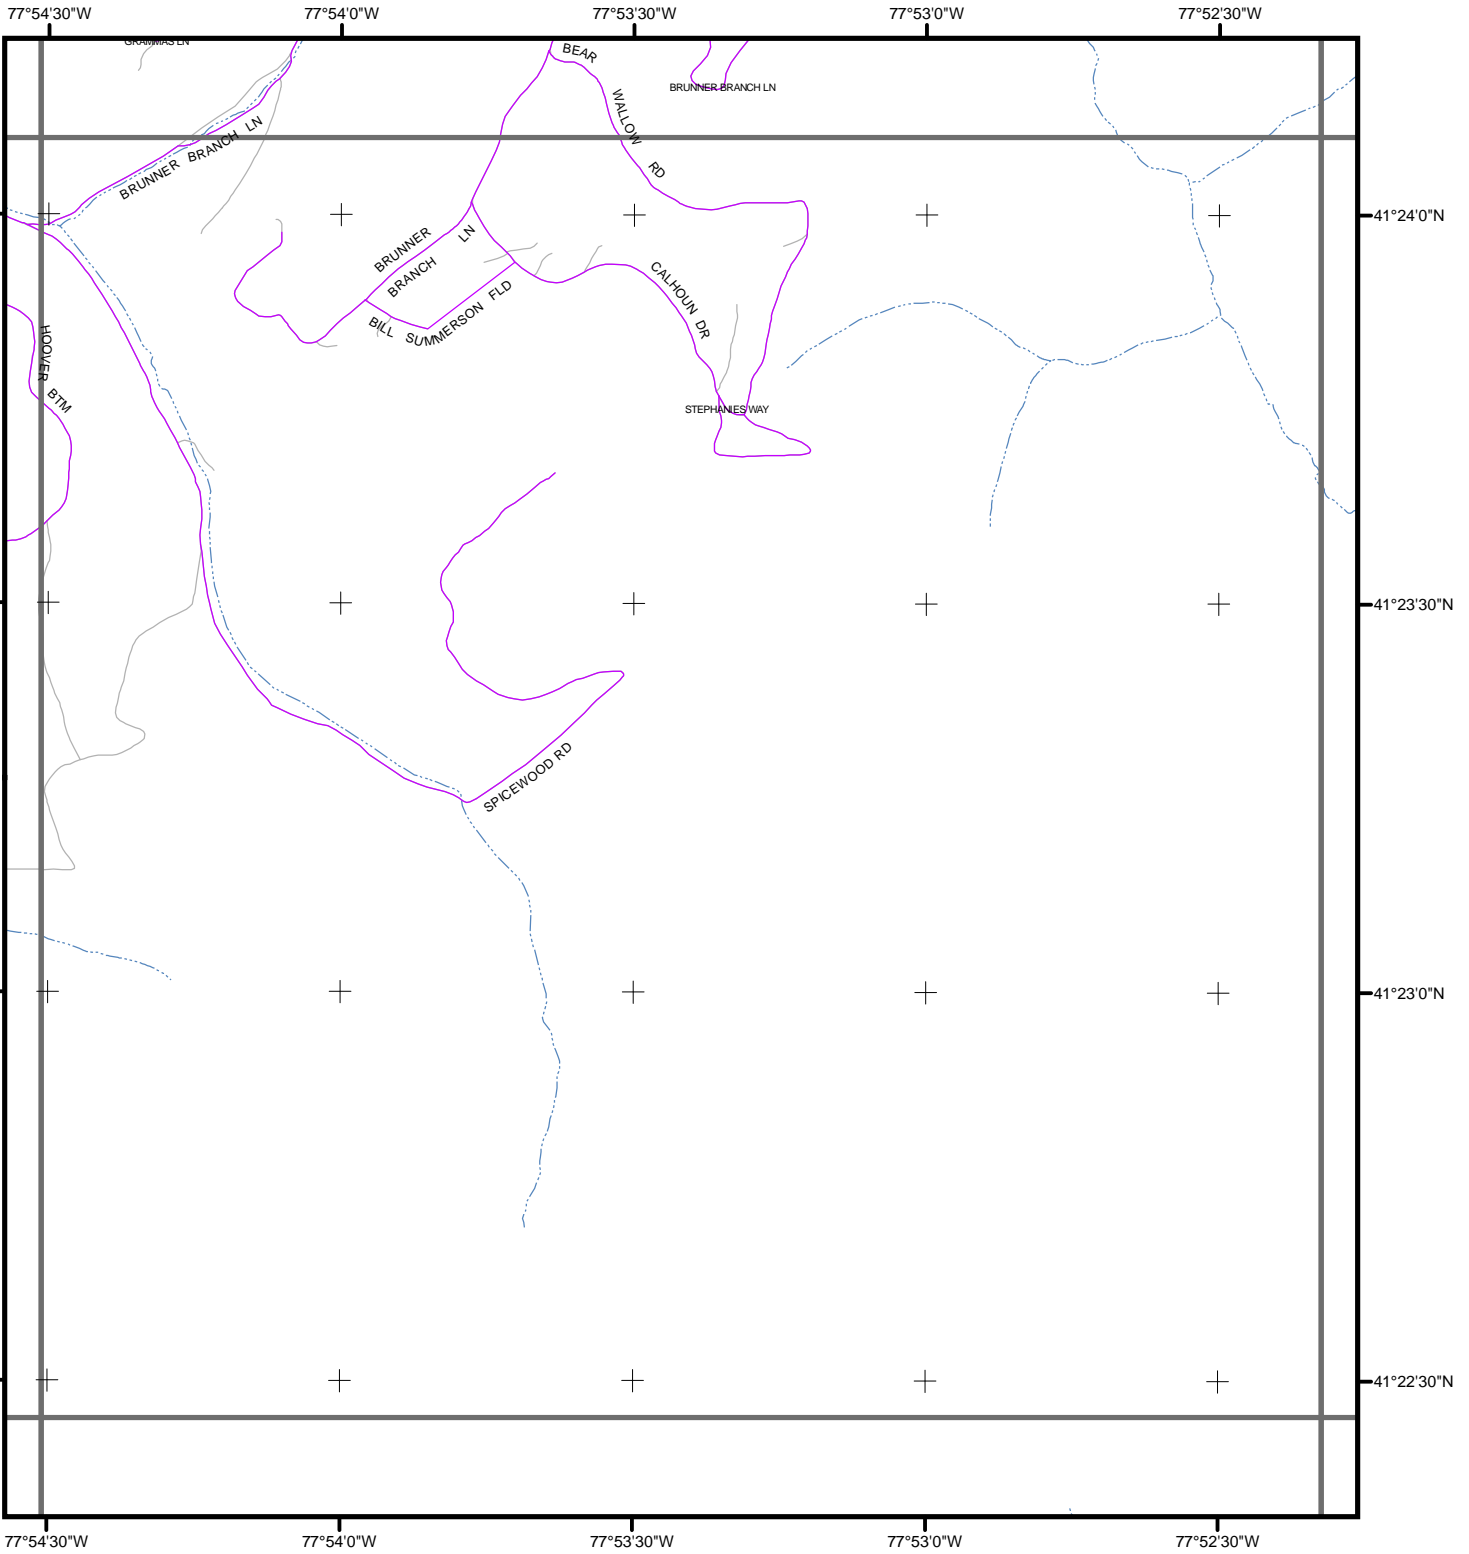 77°54'30"W 77°54'0"W 77°53'30"W 77°53'0"W 77°52'30"W
GRAMMAS LN
BEAR WALLOW RD
BRUNNER BRANCH LN
BRUNNER BRANCH LN
41°24'0"N
BRUNNER BRANCH LN
CALHOUN DR
BILL SUMMERSON FLD
HOOVER BTM
STEPHANIES WAY
41°23'30"N
SPICEWOOD RD
41°23'0"N
41°22'30"N
77°54'30"W 77°54'0"W 77°53'30"W 77°53'0"W 77°52'30"W